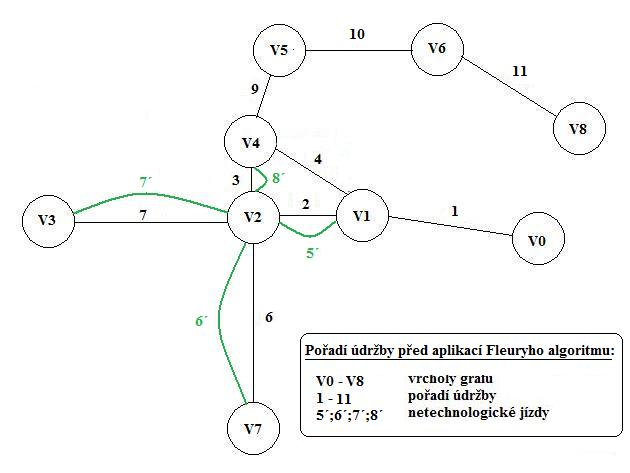 10
V5
V6
11
9
V8
V4
4
3
8´
7´
2
V3
7
V2
V1
1
V0
5´
6´
6
V7
Pořadí údržby před aplikací Fleuryho algoritmu:
V0 - V8 vrcholy gratu
1 - 11 pořadí údržby
5´;6´;7´;8´ netechnologické jízdy